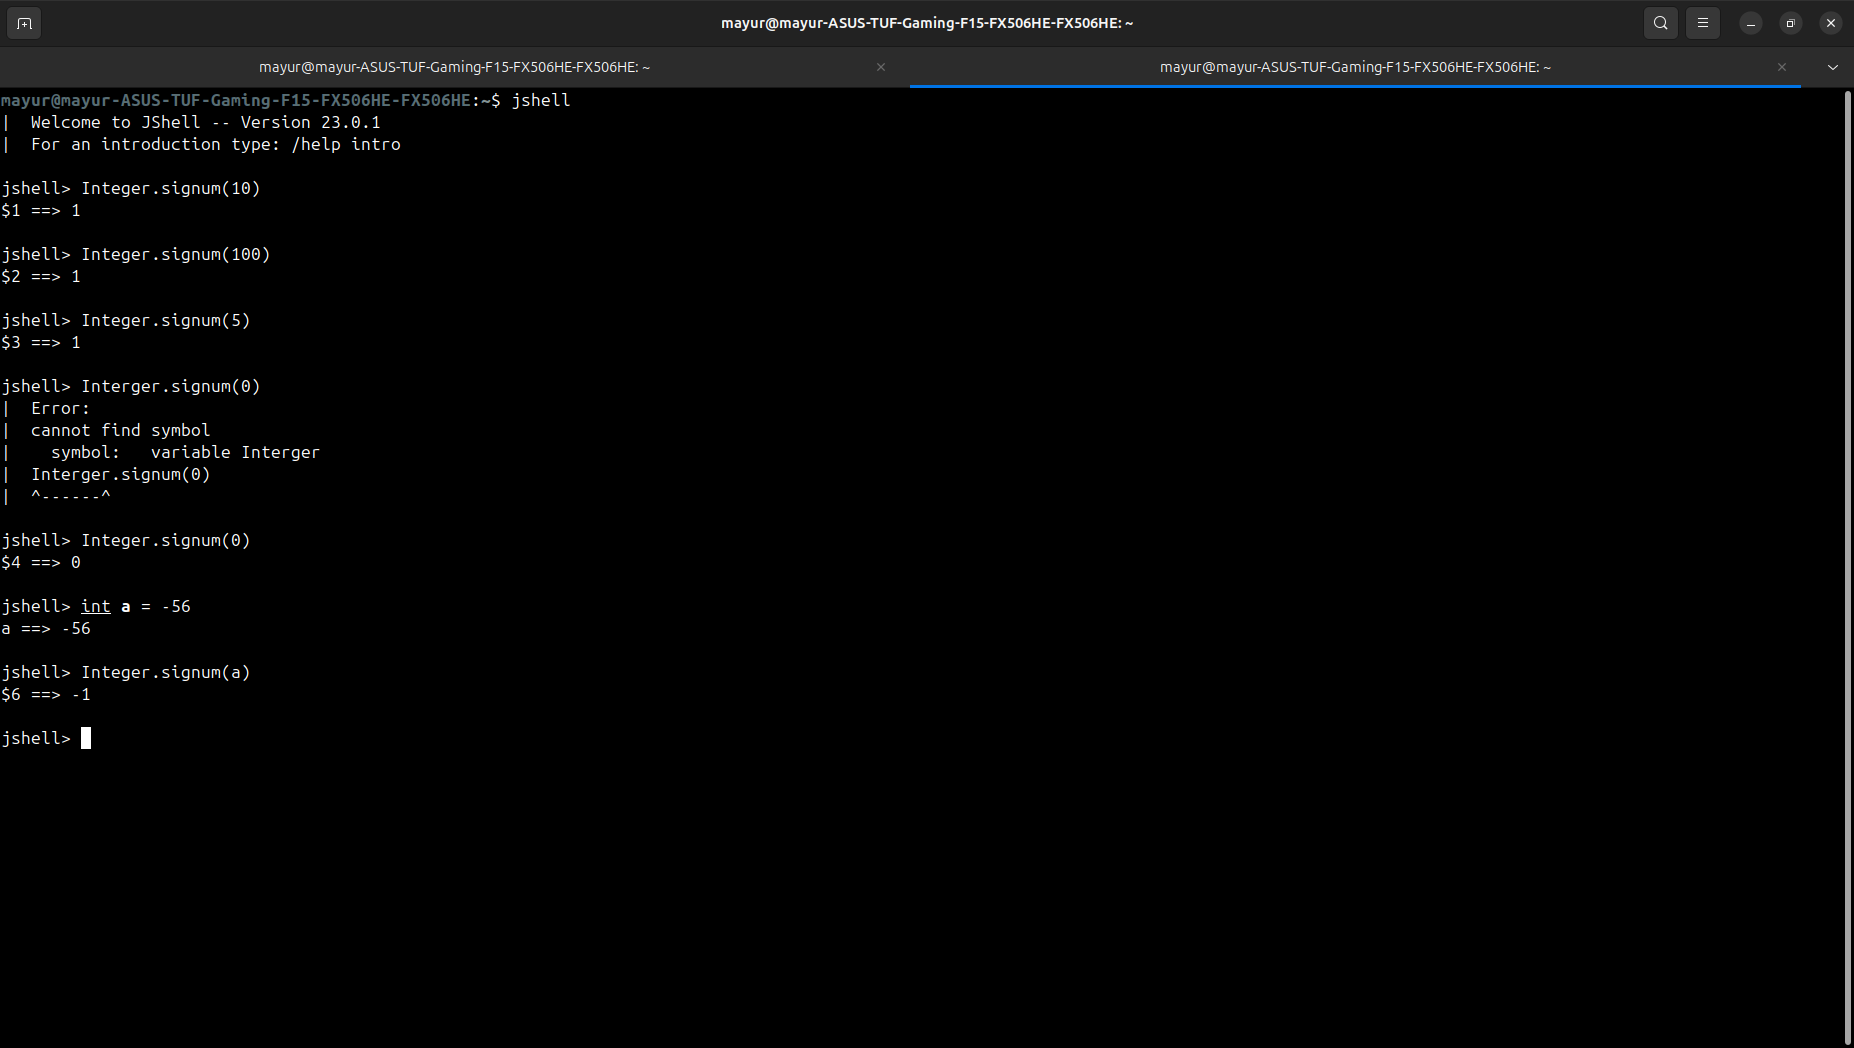 mayur@mayur-ASUS-TUF-Gaming-F15-FX506HE-FX506HE: ~
mayur@mayur-ASUS-TUF-Gaming-F15-FX506HE-FX506HE: ~
mayur@mayur-ASUS-TUF-Gaming-F15-FX506HE-FX506HE: ~
mayur@mayur-ASUS-TUF-Gaming-F15-FX506HE-FX506HE:~$ jshell
|  Welcome to JShell -- Version 23.0.1
|  For an introduction type: /help intro
jshell> Integer.signum(10)
$1 ==> 1
jshell> Integer.signum(100)
$2 ==> 1
jshell> Integer.signum(5)
$3 ==> 1
jshell> Interger.signum(0)
|  Error:
|  cannot find symbol
|    symbol:   variable Interger
|  Interger.signum(0)
|  ^------^
jshell> Integer.signum(0)
$4 ==> 0
jshell> int a = -56
a ==> -56
jshell> Integer.signum(a)
$6 ==> -1
jshell>